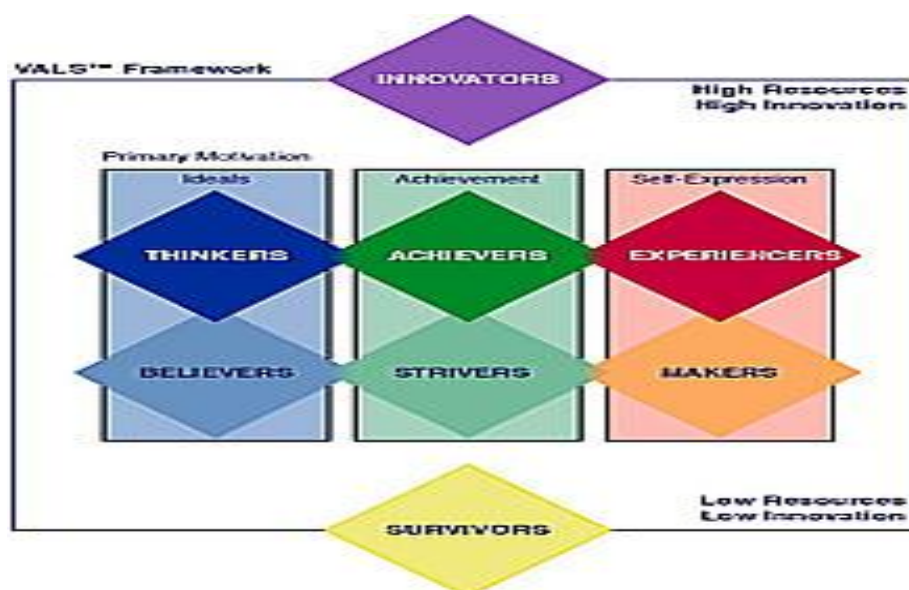 INNOVATORS
VALS™ Framework
High Resources
High Innovation
Primary Motivation
Ideals
Achievement
Self-Expression
THINKERS
ACHIEVERS
EXPERIENCERS
BELIEVERS
STRIVERS
MAKERS
Low Resources
Low Innovation
SURVIVORS